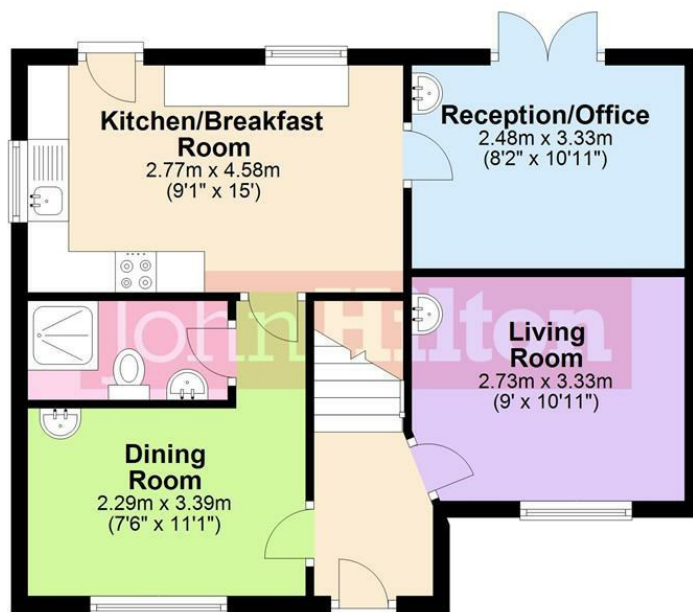 Kitchen/Breakfast
Room
2.77m x 4.58m
(9'1" x 15')
Reception/Office
2.48m x 3.33m
(8'2" x 10'11")
John Hilton
Living
Room
2.73m x 3.33m
(9' x 10'11")
Dining
Room
2.29m x 3.39m
(7'6" x 11'1")